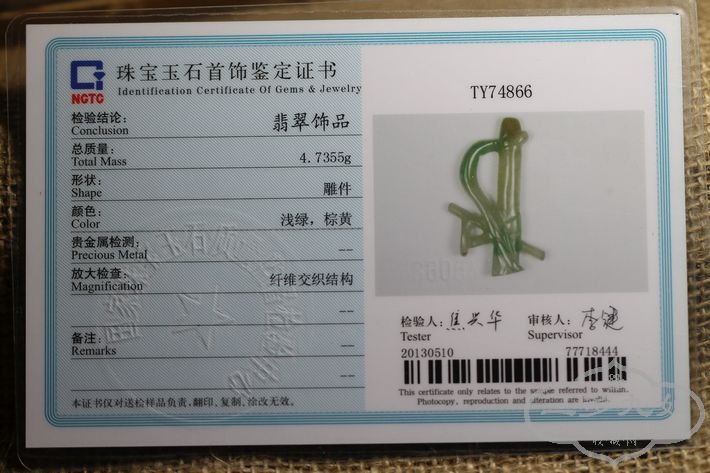 NGTC
珠宝玉石首饰鉴定证书
Identification Certificate Of Gems & Jewelry
检验结论: 翡翠饰品
Conclusion
总质量: 4.7355g
Total Mass
形状: 雕件
Shape
颜色: 浅绿，棕黄
Color
贵金属检测: --
Precious Metal
放大检查: 纤维交织结构
Magnification
--
备注: --
Remarks
--
本证书仅对送检样品负责，翻印、复制、涂改无效。
TY74866
检验人: 焦兴华 审核人: 李健
Tester Supervisor
20130510 77718444
This certificate only relates to the sample referred to
Photocopy, reproduction and alteration are